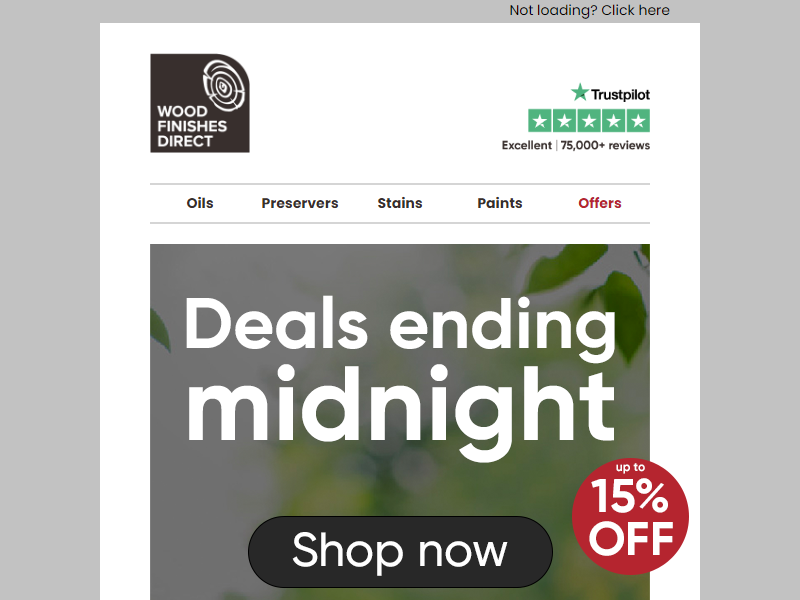 Not loading? Click here
WOOD
FINISHES
DIRECT
Trustpilot
Excellent | 75,000+ reviews
Oils Preservers Stains Paints Offers
Deals ending
midnight
up to
15%
OFF
Shop now